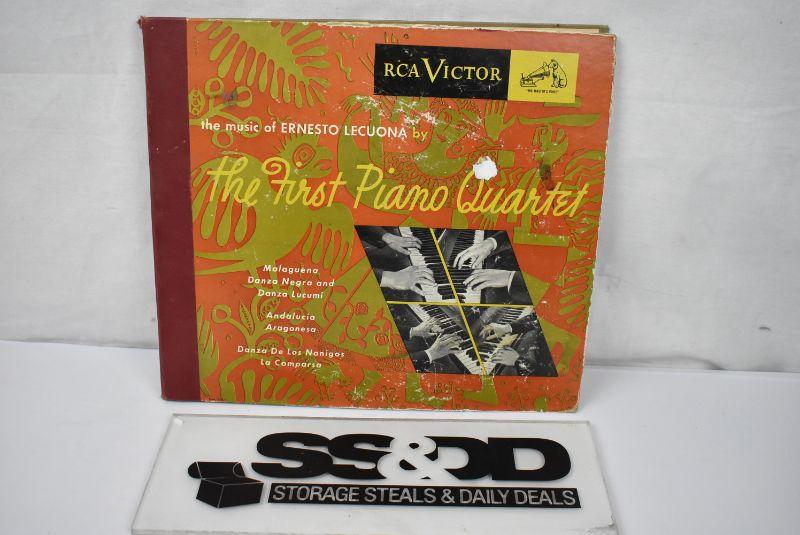 RCA VICTOR
"HIS MASTER'S VOICE"
the music of ERNESTO LECUONA by
the First Piano Quartet
Malaguena
Danza Negra and
Danza Lucumi
Andalucia
Aragonesa
Danza De Los Nanigos
La Comparsa
SS&DD
STORAGE STEALS & DAILY DEALS